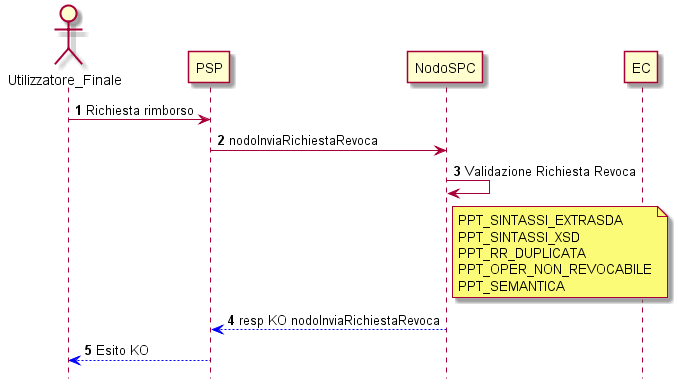 Utilizzatore_Finale
PSP
NodoSPC
EC
1 Richiesta rimborso
2 nodoInviaRichiestaRevoca
3 Validazione Richiesta Revoca
PPT_SINTASSI_EXTRASDA
PPT_SINTASSI_XSD
PPT_RR_DUPLICATA
PPT_OPER_NON_REVOCABILE
PPT_SEMANTICA
4 resp KO nodoInviaRichiestaRevoca
5 Esito KO